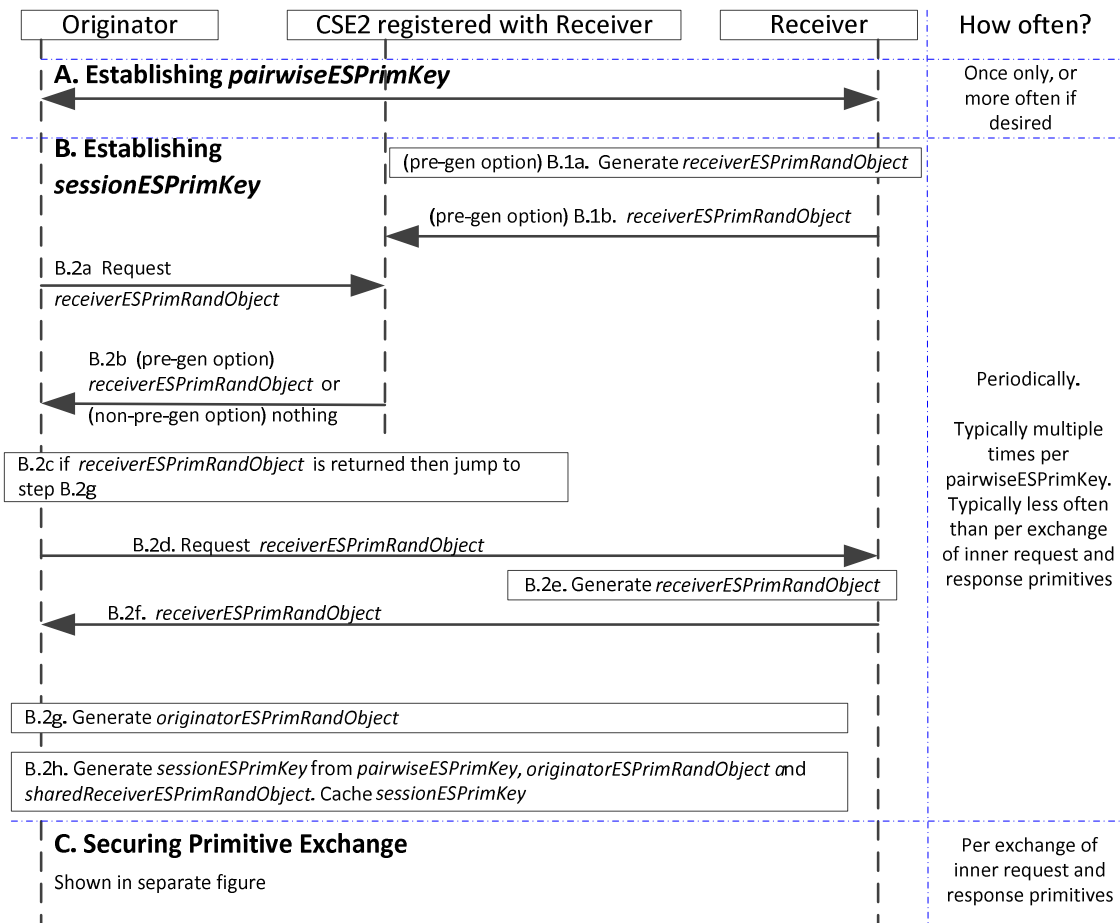 Originator
CSE2 registered with Receiver
Receiver
How often?
A. Establishing pairwiseESPrimKey
Once only, or
more often if
desired
B. Establishing
sessionESPrimKey
(pre-gen option) B.1a. Generate receiverESPrimRandObject
(pre-gen option) B.1b. receiverESPrimRandObject
B.2a Request
receiverESPrimRandObject
B.2b (pre-gen option)
receiverESPrimRandObject or
(non-pre-gen option) nothing
B.2c if receiverESPrimRandObject is returned then jump to
step B.2g
B.2d. Request receiverESPrimRandObject
B.2e. Generate receiverESPrimRandObject
B.2f. receiverESPrimRandObject
B.2g. Generate originatorESPrimRandObject
B.2h. Generate sessionESPrimKey from pairwiseESPrimKey, originatorESPrimRandObject and
sharedReceiverESPrimRandObject. Cache sessionESPrimKey
Periodically.
Typically multiple
times per
pairwiseESPrimKey.
Typically less often
than per exchange
of inner request and
response primitives
C. Securing Primitive Exchange
Shown in separate figure
Per exchange of
inner request and
response primitives